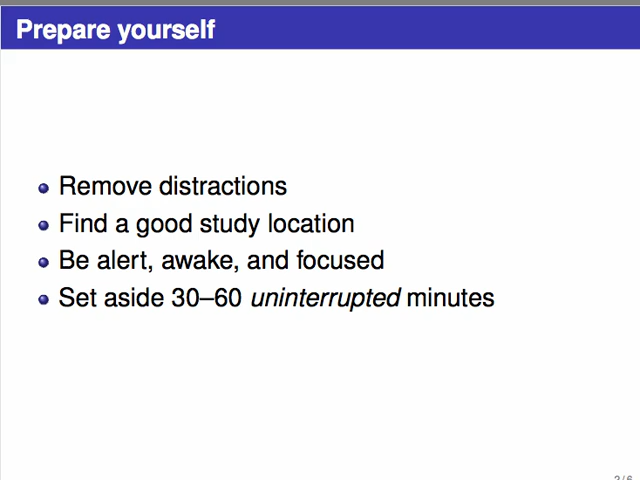 Prepare yourself
Remove distractions
Find a good study location
Be alert, awake, and focused
Set aside 30–60 uninterrupted minutes